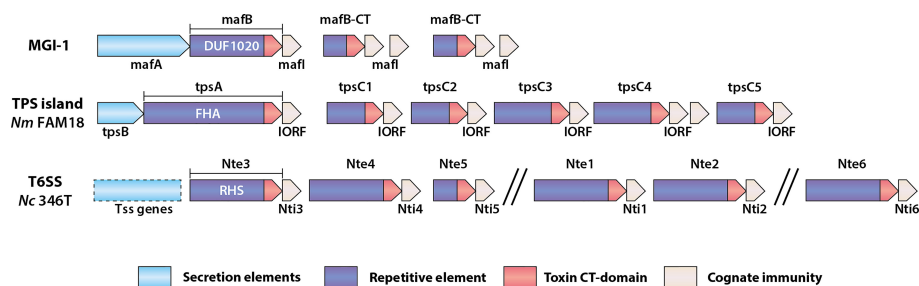 mafB mafB-CT mafB-CT
MGI-1 DUF1020
mafA mafI mafI mafI
tpsA tpsC1 tpsC2 tpsC3 tpsC4 tpsC5
TPS island
Nm FAM18 FHA
tpsB IORF IORF IORF IORF IORF IORF
Nte3 Nte4 Nte5 Nte1 Nte2 Nte6
T6SS
Nc 346T RHS
Tss genes Nti3 Nti4 Nti5 Nti1 Nti2 Nti6
Secretion elements Repetitive element Toxin CT-domain Cognate immunity